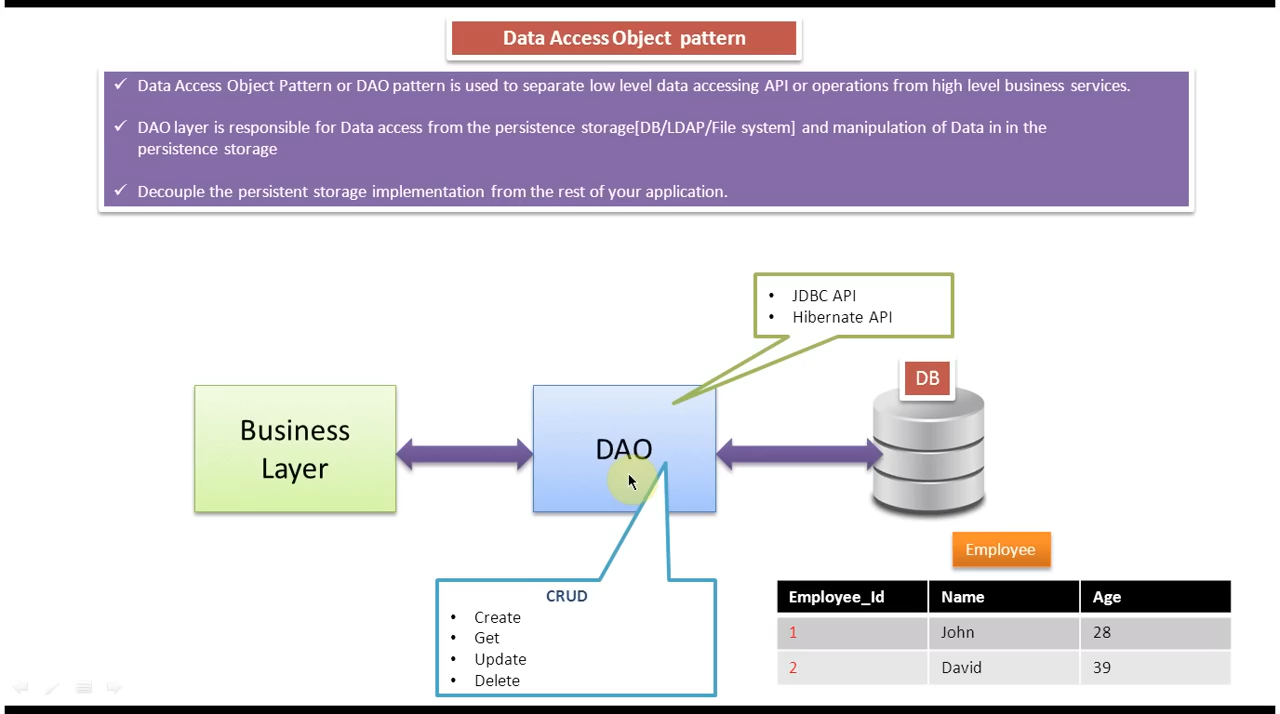 Data Access Object pattern
✓ Data Access Object Pattern or DAO pattern is used to separate low level data accessing API or operations from high level business services.
✓ DAO layer is responsible for Data access from the persistence storage[DB/LDAP/File system] and manipulation of Data in in the
persistence storage
✓ Decouple the persistent storage implementation from the rest of your application.
• JDBC API
• Hibernate API
DB
Business
Layer
DAO
Employee
CRUD
• Create
• Get
• Update
• Delete
Employee_Id Name Age
1 John 28
2 David 39